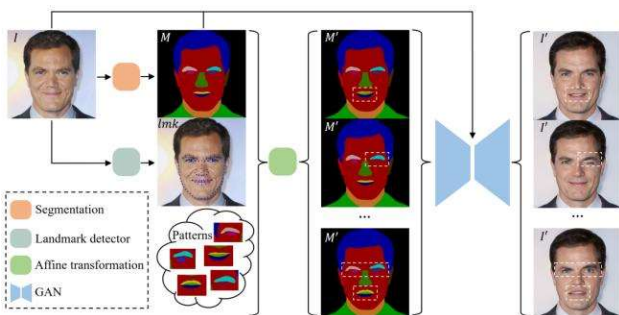 I
M
M'
I'
lmk
M'
I'
Patterns
...
...
M'
I'
Segmentation
Landmark detector
Affine transformation
GAN